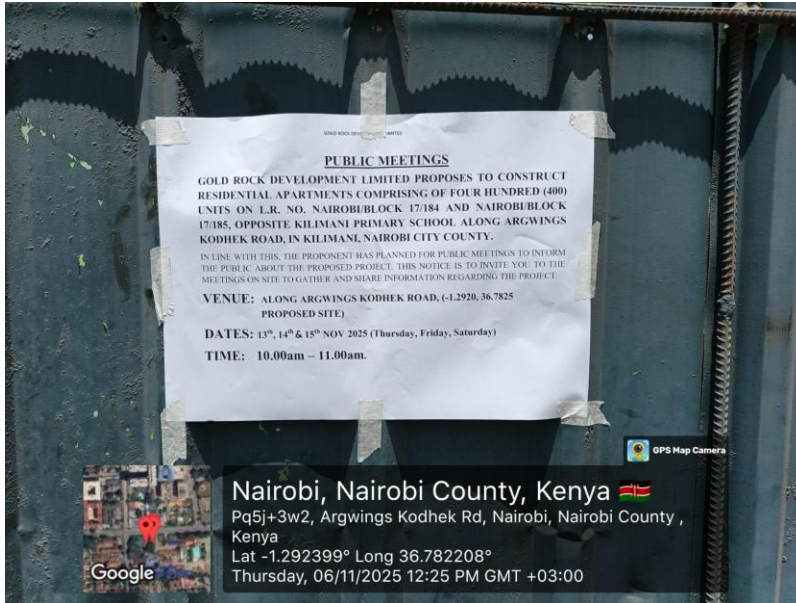 GOLD ROCK DEVELOPMENT LIMITED
PUBLIC MEETINGS
GOLD ROCK DEVELOPMENT LIMITED PROPOSES TO CONSTRUCT
RESIDENTIAL APARTMENTS COMPRISING OF FOUR HUNDRED (400)
UNITS ON L.R. NO. NAIROBI/BLOCK 17/184 AND NAIROBI/BLOCK
17/185, OPPOSITE KILIMANI PRIMARY SCHOOL ALONG ARGWINGS
KODHEK ROAD, IN KILIMANI, NAIROBI CITY COUNTY.
IN LINE WITH THIS, THE PROPONENT HAS PLANNED FOR PUBLIC MEETINGS TO INFORM
THE PUBLIC ABOUT THE PROPOSED PROJECT. THIS NOTICE IS TO INVITE YOU TO THE
MEETINGS ON SITE TO GATHER AND SHARE INFORMATION REGARDING THE PROJECT.
VENUE: ALONG ARGWINGS KODHEK ROAD, (-1.2920, 36.7825
PROPOSED SITE)
DATES: 13th, 14th & 15th NOV 2025 (Thursday, Friday, Saturday)
TIME: 10.00am – 11.00am.
GPS Map Camera
Nairobi, Nairobi County, Kenya
Pq5j+3w2, Argwings Kodhek Rd, Nairobi, Nairobi County ,
Kenya
Lat -1.292399° Long 36.782208°
Thursday, 06/11/2025 12:25 PM GMT +03:00
Google